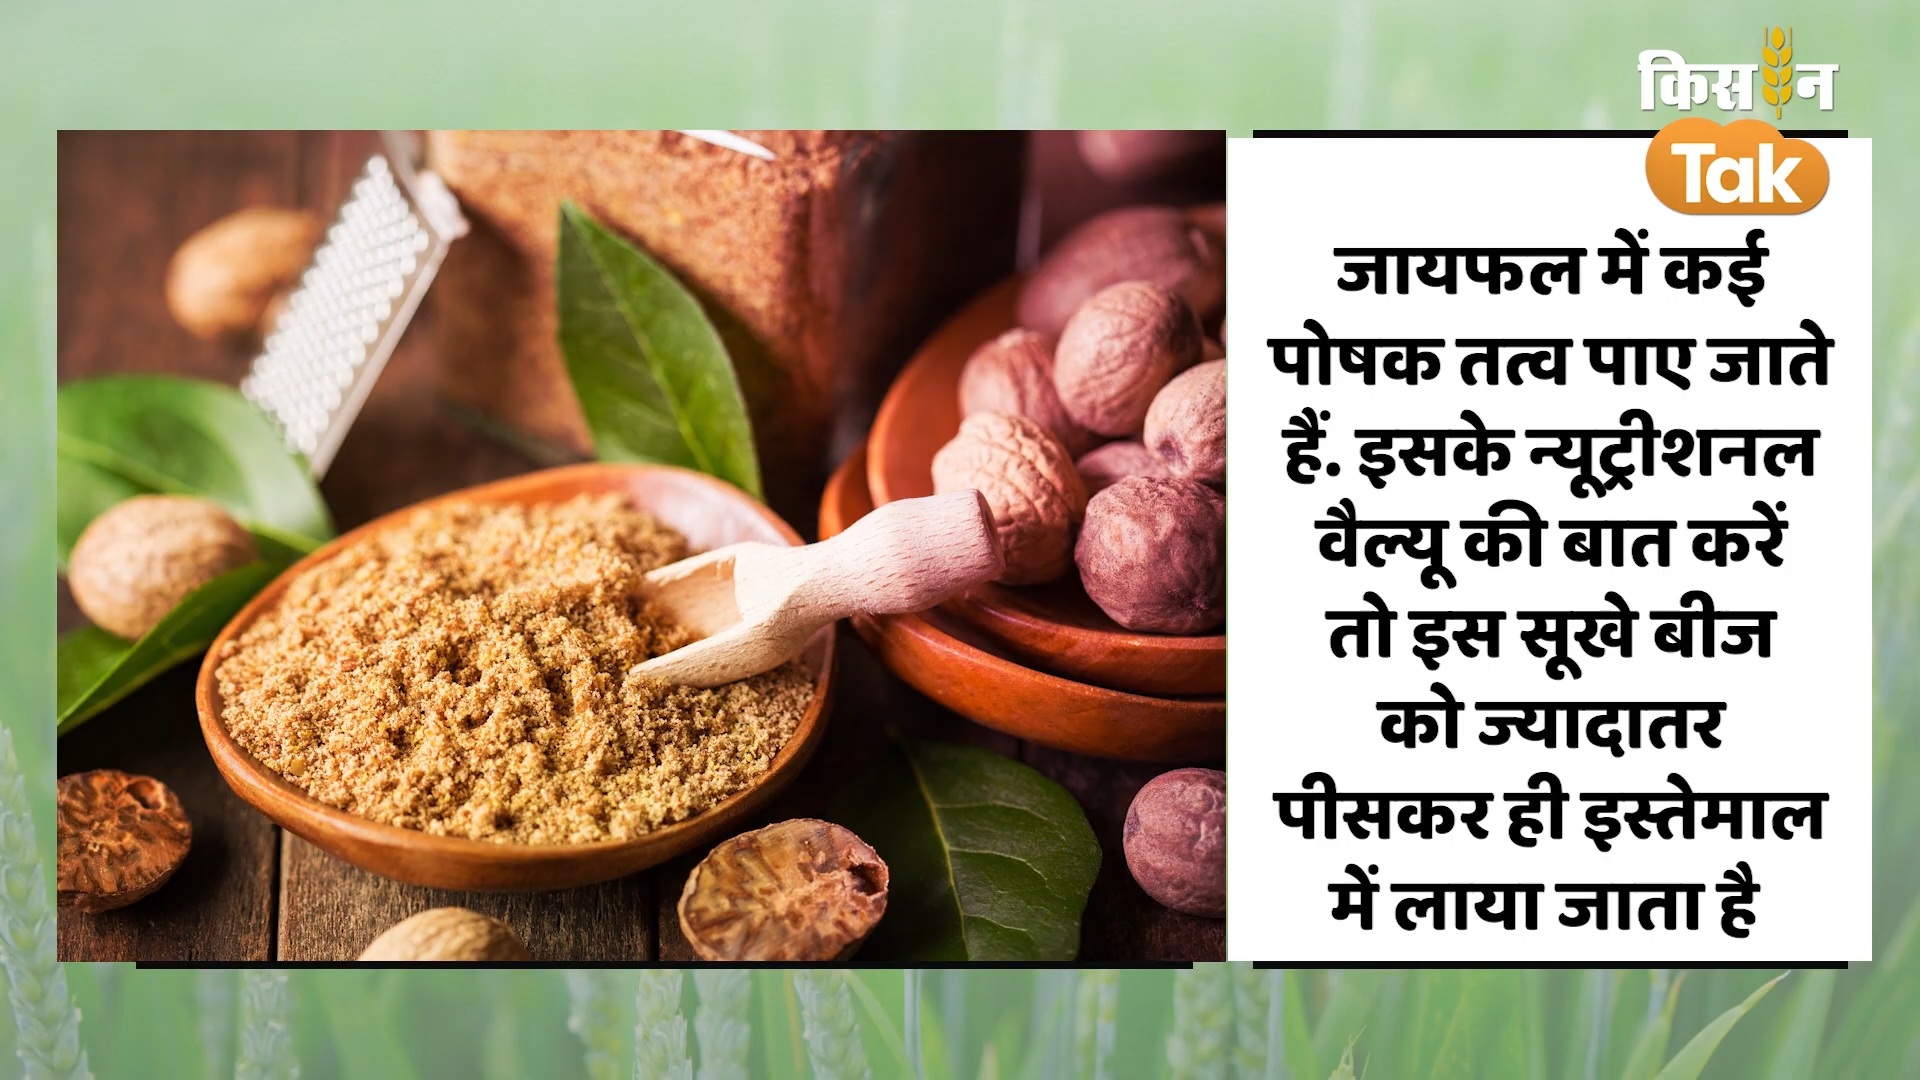 किसान
Tak
जायफल में कई
पोषक तत्व पाए जाते
हैं. इसके न्यूट्रीशनल
वैल्यू की बात करें
तो इस सूखे बीज
को ज्यादातर
पीसकर ही इस्तेमाल
में लाया जाता है